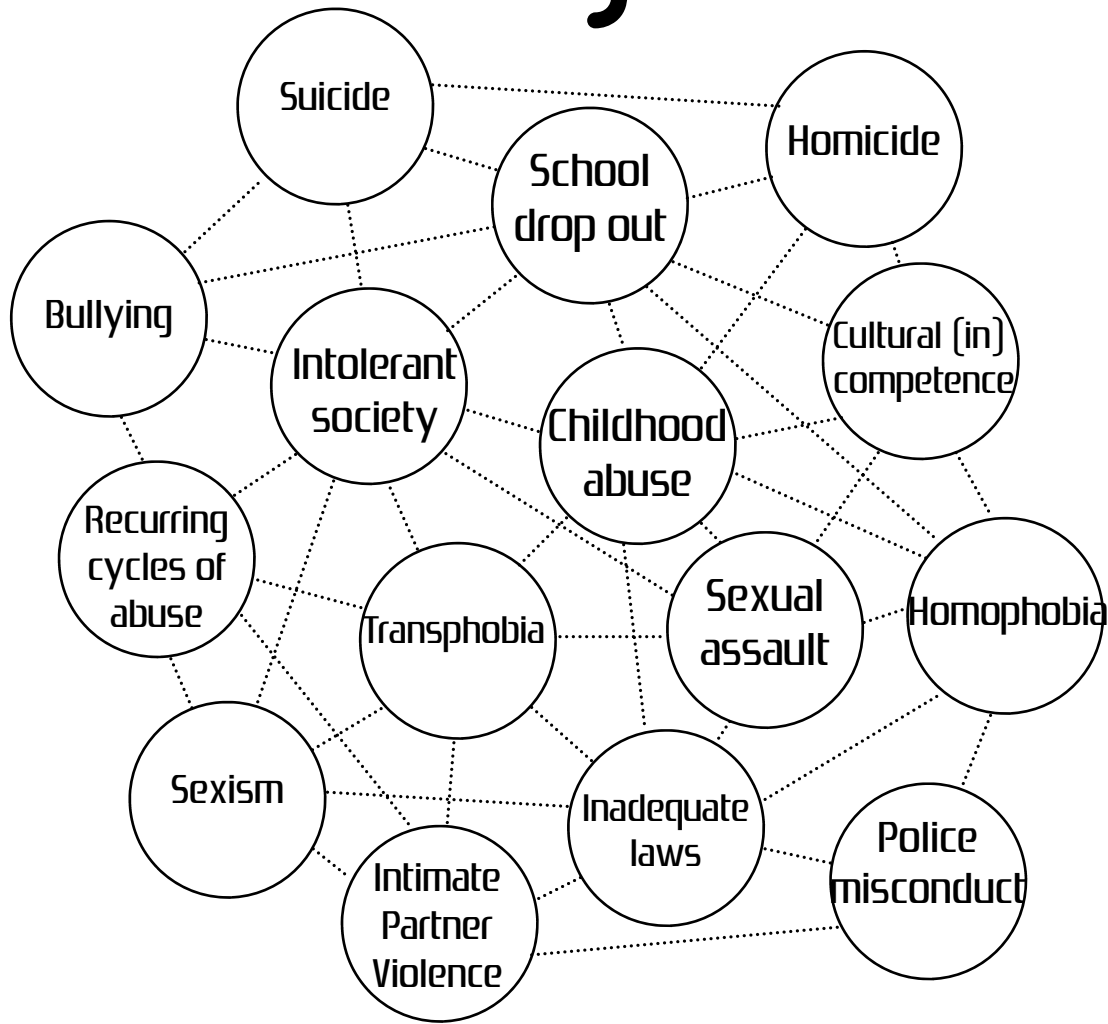 Suicide
Homicide
School
drop out
Bullying
Intolerant
society
Cultural (in)
competence
Childhood
abuse
Recurring
cycles of
abuse
Transphobia
Sexual
assault
Homophobia
Sexism
Inadequate
laws
Police
misconduct
Intimate
Partner
Violence